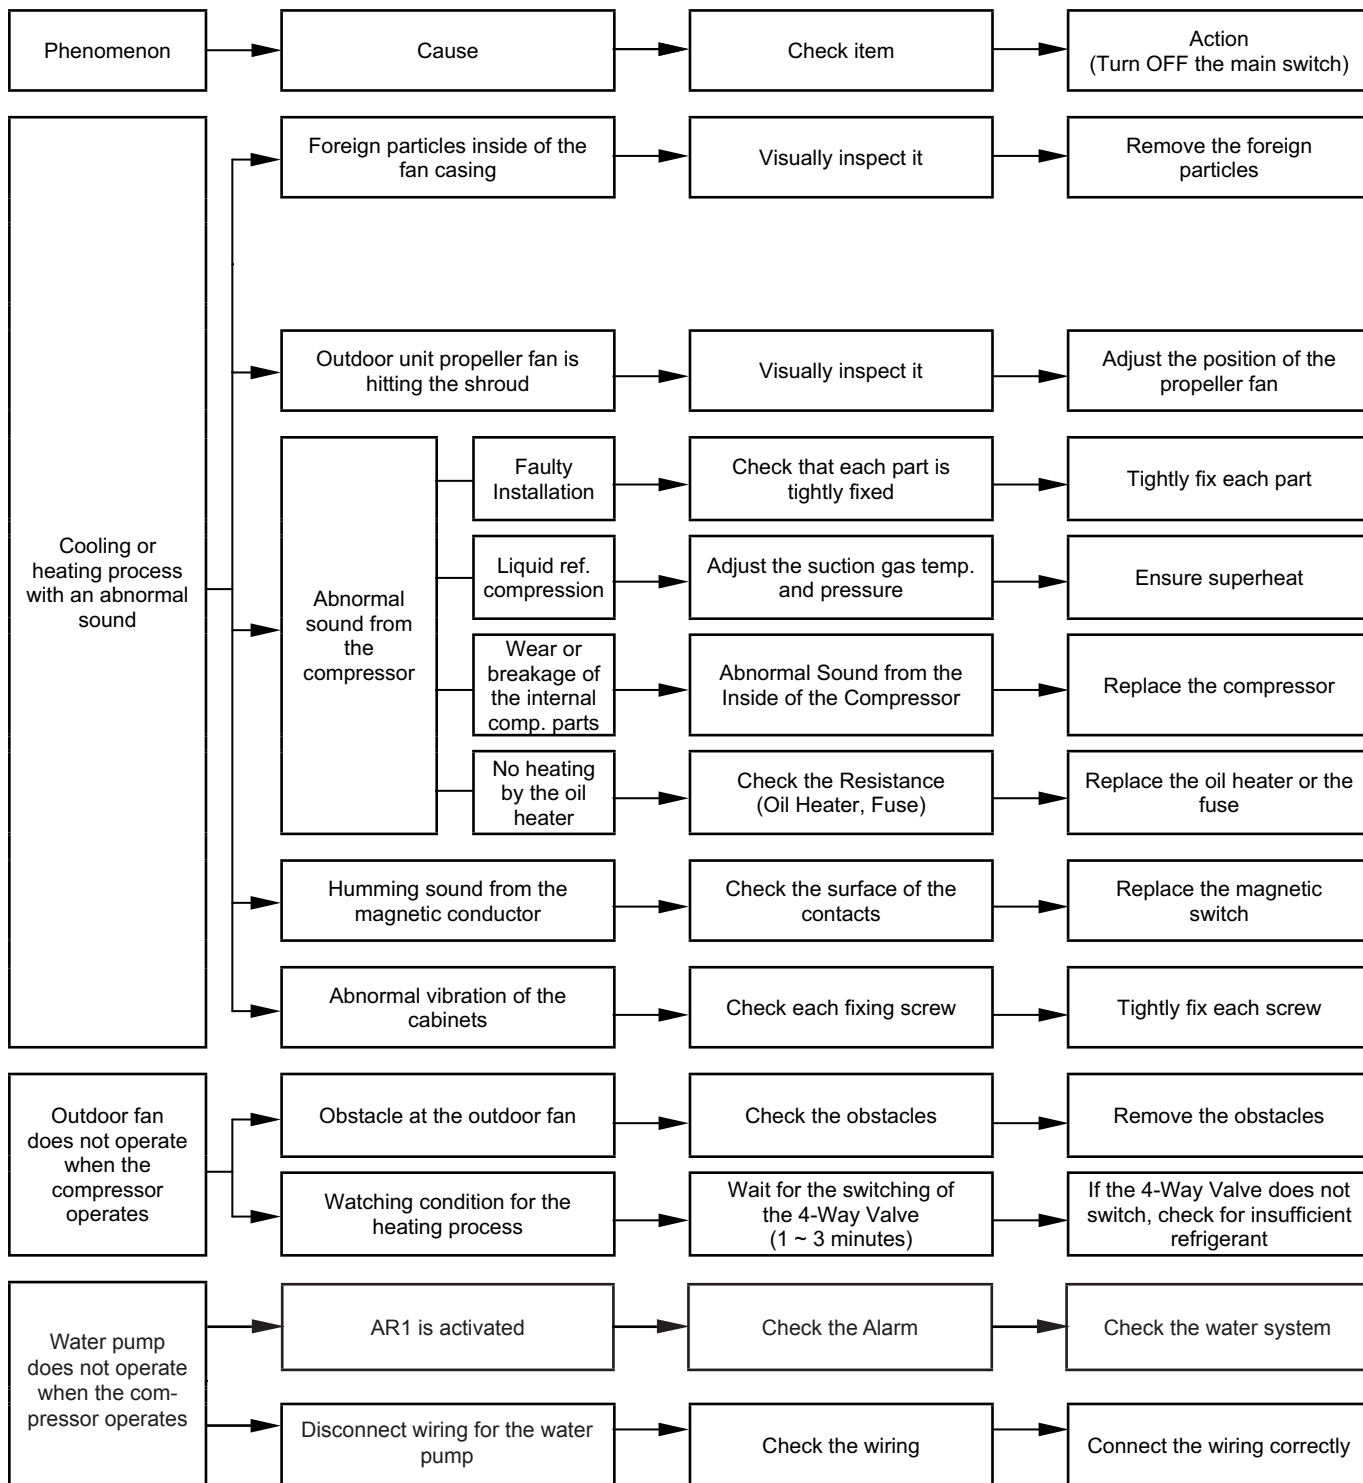 Phenomenon
Cause
Check item
Action
(Turn OFF the main switch)
Cooling or
heating process
with an abnormal
sound
Foreign particles inside of the
fan casing
Visually inspect it
Remove the foreign
particles
Outdoor unit propeller fan is
hitting the shroud
Visually inspect it
Adjust the position of the
propeller fan
Abnormal
sound from
the
compressor
Faulty
Installation
Check that each part is
tightly fixed
Tightly fix each part
Liquid ref.
compression
Adjust the suction gas temp.
and pressure
Ensure superheat
Wear or
breakage of
the internal
comp. parts
Abnormal Sound from the
Inside of the Compressor
Replace the compressor
No heating
by the oil
heater
Check the Resistance
(Oil Heater, Fuse)
Replace the oil heater or the
fuse
Humming sound from the
magnetic conductor
Check the surface of the
contacts
Replace the magnetic
switch
Abnormal vibration of the
cabinets
Check each fixing screw
Tightly fix each screw
Outdoor fan
does not operate
when the
compressor
operates
Obstacle at the outdoor fan
Check the obstacles
Remove the obstacles
Watching condition for the
heating process
Wait for the switching of
the 4-Way Valve
(1 ~ 3 minutes)
If the 4-Way Valve does not
switch, check for insufficient
refrigerant
Water pump
does not operate
when the com-
pressor operates
AR1 is activated
Check the Alarm
Check the water system
Disconnect wiring for the water
pump
Check the wiring
Connect the wiring correctly